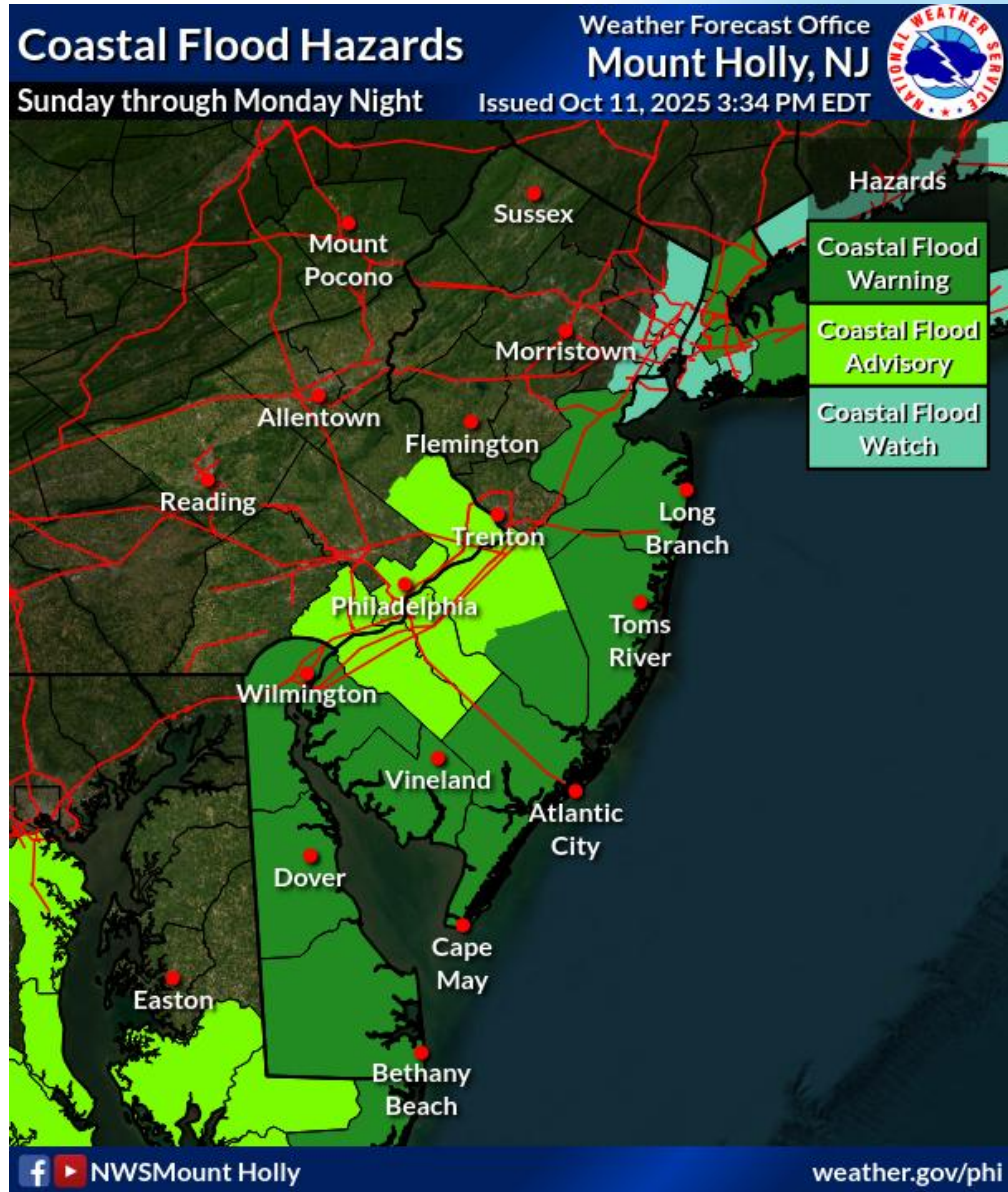 Coastal Flood Hazards
Sunday through Monday Night
Weather Forecast Office
Mount Holly, NJ
Issued Oct 11, 2025 3:34 PM EDT
NATIONAL WEATHER SERVICE
Hazards
Coastal Flood
Warning
Coastal Flood
Advisory
Coastal Flood
Watch
Sussex
Mount
Pocono
Morristown
Allentown
Flemington
Reading
Long
Branch
Trenton
Philadelphia
Toms
River
Wilmington
Vineland
Atlantic
City
Dover
Cape
May
Easton
Bethany
Beach
NWSMount Holly
weather.gov/phi